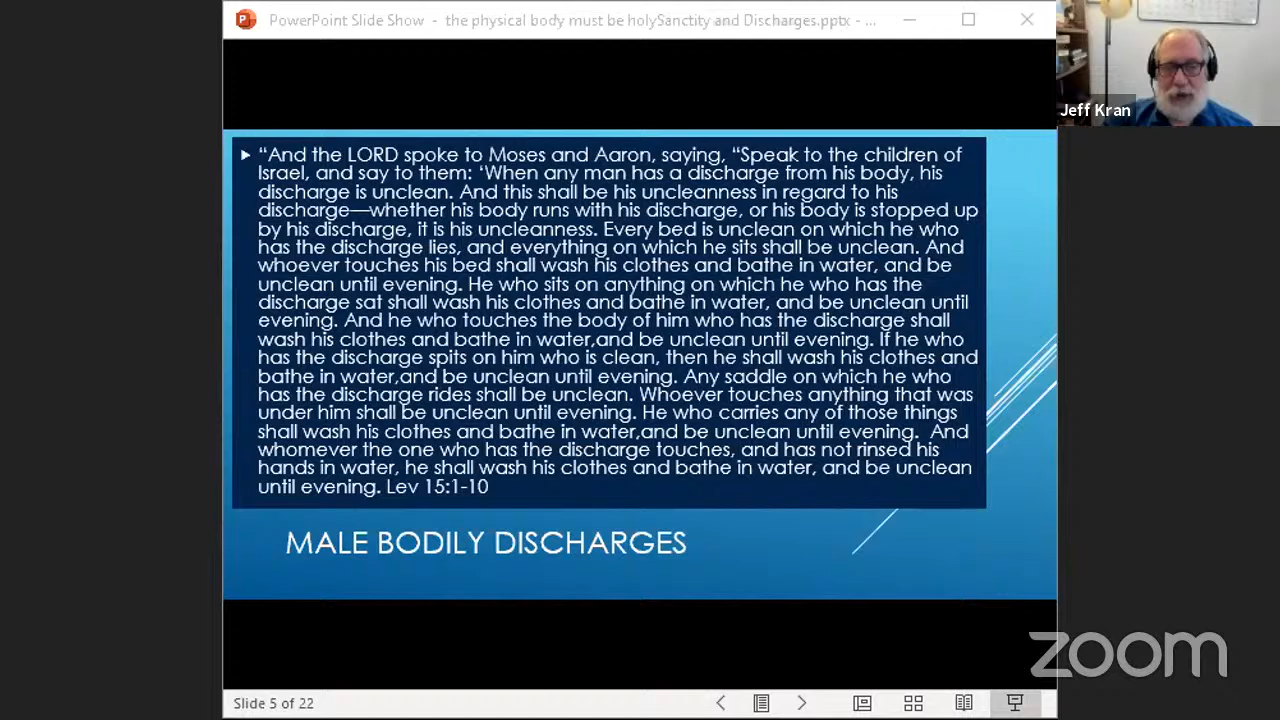 PowerPoint Slide Show - the physical body must be holySanctity and Discharges.pptx - ...
Jeff Kran
“And the LORD spoke to Moses and Aaron, saying, “Speak to the children of
Israel, and say to them: ‘When any man has a discharge from his body, his
discharge is unclean. And this shall be his uncleanness in regard to his
discharge—whether his body runs with his discharge, or his body is stopped up
by his discharge, it is his uncleanness. Every bed is unclean on which he who
has the discharge lies, and everything on which he sits shall be unclean. And
whoever touches his bed shall wash his clothes and bathe in water, and be
unclean until evening. He who sits on anything on which he who has the
discharge sat shall wash his clothes and bathe in water, and be unclean until
evening. And he who touches the body of him who has the discharge shall
wash his clothes and bathe in water,and be unclean until evening. If he who
has the discharge spits on him who is clean, then he shall wash his clothes and
bathe in water,and be unclean until evening. Any saddle on which he who
has the discharge rides shall be unclean. Whoever touches anything that was
under him shall be unclean until evening. He who carries any of those things
shall wash his clothes and bathe in water,and be unclean until evening.  And
whomever the one who has the discharge touches, and has not rinsed his
hands in water, he shall wash his clothes and bathe in water, and be unclean
until evening. Lev 15:1-10
MALE BODILY DISCHARGES
zoom
Slide 5 of 22